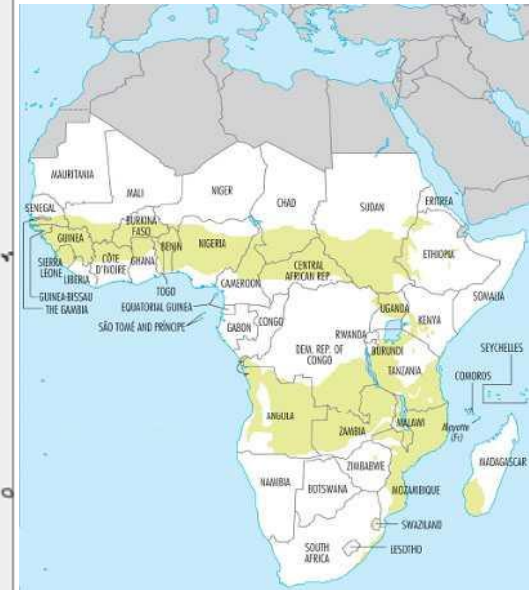 MAURITANIA
MALI
NIGER
CHAD
SUDAN
ERITREA
SENEGAL
BURKINA
FASO
GUINEA
BENIN
NIGERIA
ETHIOPIA
CÔTE
D'IVOIRE
GHANA
SIERRA
LEONE
LIBERIA
CENTRAL
AFRICAN REP.
CAMEROON
SOMALIA
GUINEA-BISSAU
THE GAMBIA
TOGO
EQUATORIAL GUINEA
SÃO TOMÉ AND PRÍNCIPE
UGANDA
KENYA
GABON
CONGO
RWANDA
DEM. REP. OF
CONGO
BURUNDI
SEYCHELLES
TANZANIA
COMOROS
ANGOLA
MALAWI
Mayotte
(Fr.)
ZAMBIA
MADAGASCAR
ZIMBABWE
NAMIBIA
BOTSWANA
MOZAMBIQUE
SWAZILAND
SOUTH
AFRICA
LESOTHO